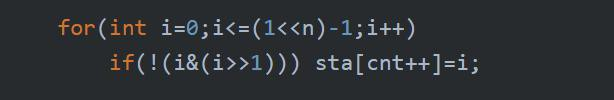 for(int i=0;i<=(1<<n)-1;i++)
if(!(i&(i>>1))) sta[cnt++]=i;